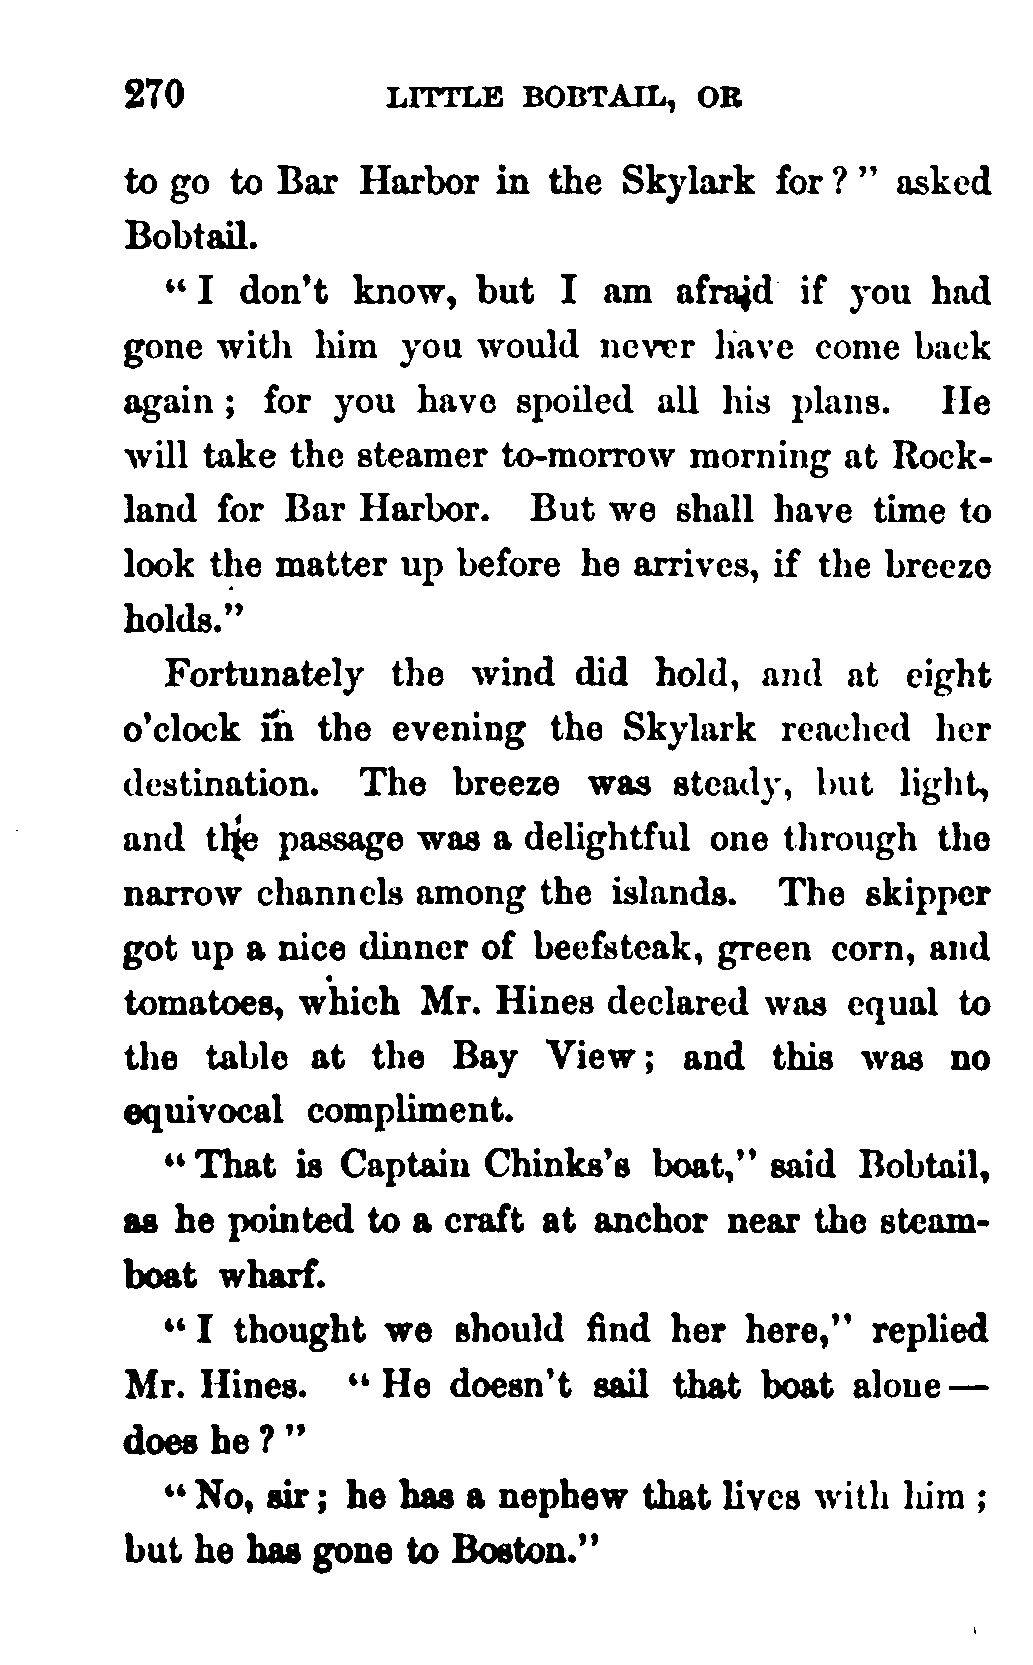 270 LITTLE BOBTAIL, OR
to go to Bar Harbor in the Skylark for?" asked
Bobtail.
"I don't know, but I am afraid if you had
gone with him you would never have come back
again; for you have spoiled all his plans. He
will take the steamer to-morrow morning at Rock-
land for Bar Harbor. But we shall have time to
look the matter up before he arrives, if the breeze
holds."
Fortunately the wind did hold, and at eight
o'clock in the evening the Skylark reached her
destination. The breeze was steady, but light,
and the passage was a delightful one through the
narrow channels among the islands. The skipper
got up a nice dinner of beefsteak, green corn, and
tomatoes, which Mr. Hines declared was equal to
the table at the Bay View; and this was no
equivocal compliment.
"That is Captain Chinks's boat," said Bobtail,
as he pointed to a craft at anchor near the steam-
boat wharf.
"I thought we should find her here," replied
Mr. Hines. "He doesn't sail that boat alone—
does he?"
"No, sir; he has a nephew that lives with him;
but he has gone to Boston."